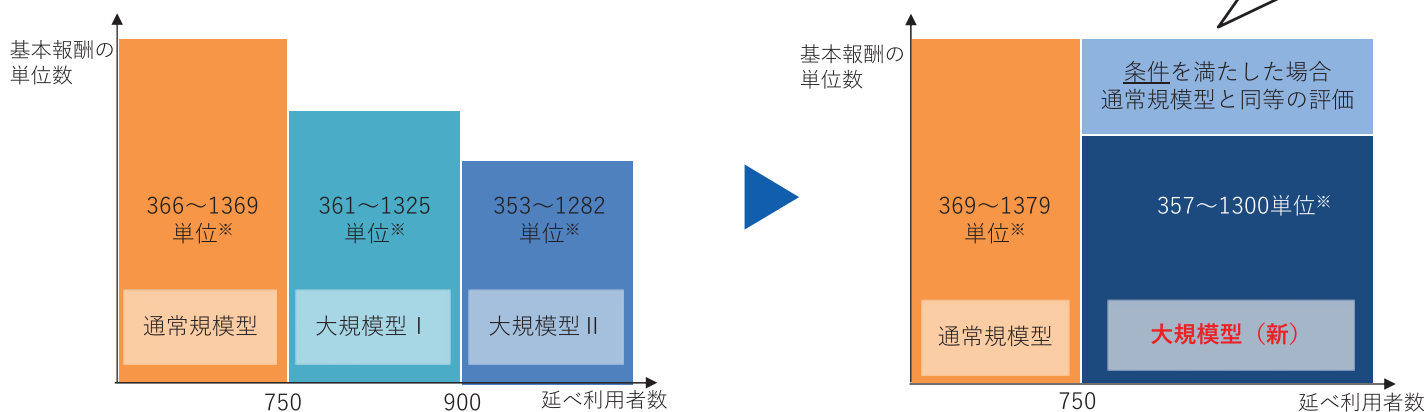 基本報酬の
単位数
366～1369
単位※
361～1325
単位※
353～1282
単位※
通常規模型
大規模型Ⅰ
大規模型Ⅱ
750
900
延べ利用者数
基本報酬の
単位数
条件を満たした場合
通常規模型と同等の評価
369～1379
単位※
357～1300単位※
通常規模型
大規模型（新）
750
延べ利用者数